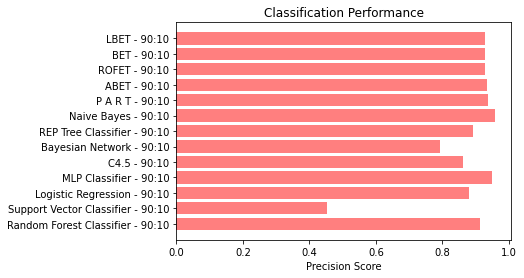 Classification Performance
LBET - 90:10
BET - 90:10
ROFET - 90:10
ABET - 90:10
P A R T - 90:10
Naive Bayes - 90:10
REP Tree Classifier - 90:10
Bayesian Network - 90:10
C4.5 - 90:10
MLP Classifier - 90:10
Logistic Regression - 90:10
Support Vector Classifier - 90:10
Random Forest Classifier - 90:10
0.0 0.2 0.4 0.6 0.8 1.0
Precision Score